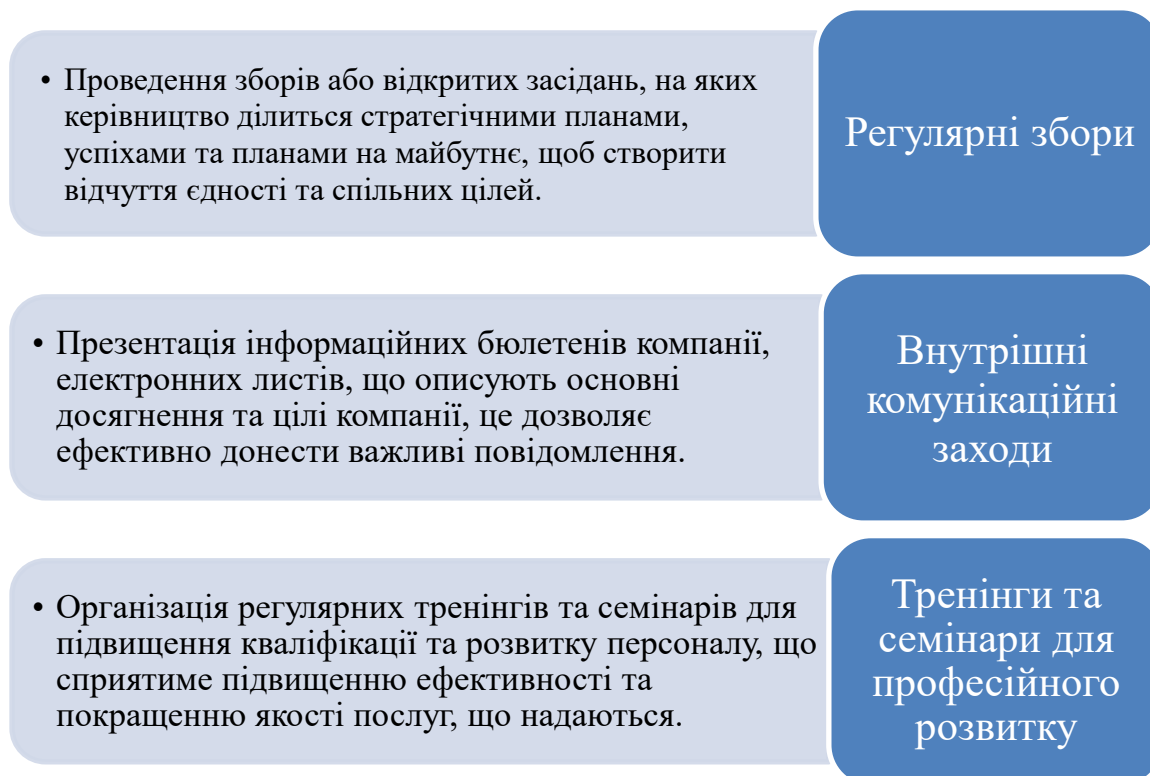 • Проведення зборів або відкритих засідань, на яких
керівництво ділиться стратегічними планами,
успіхами та планами на майбутнє, щоб створити
відчуття єдності та спільних цілей.
Регулярні збори
• Презентація інформаційних бюлетенів компанії,
електронних листів, що описують основні
досягнення та цілі компанії, це дозволяє
ефективно донести важливі повідомлення.
Внутрішні
комунікаційні
заходи
• Організація регулярних тренінгів та семінарів для
підвищення кваліфікації та розвитку персоналу, що
сприятиме підвищенню ефективності та
покращенню якості послуг, що надаються.
Тренінги та
семінари для
професійного
розвитку